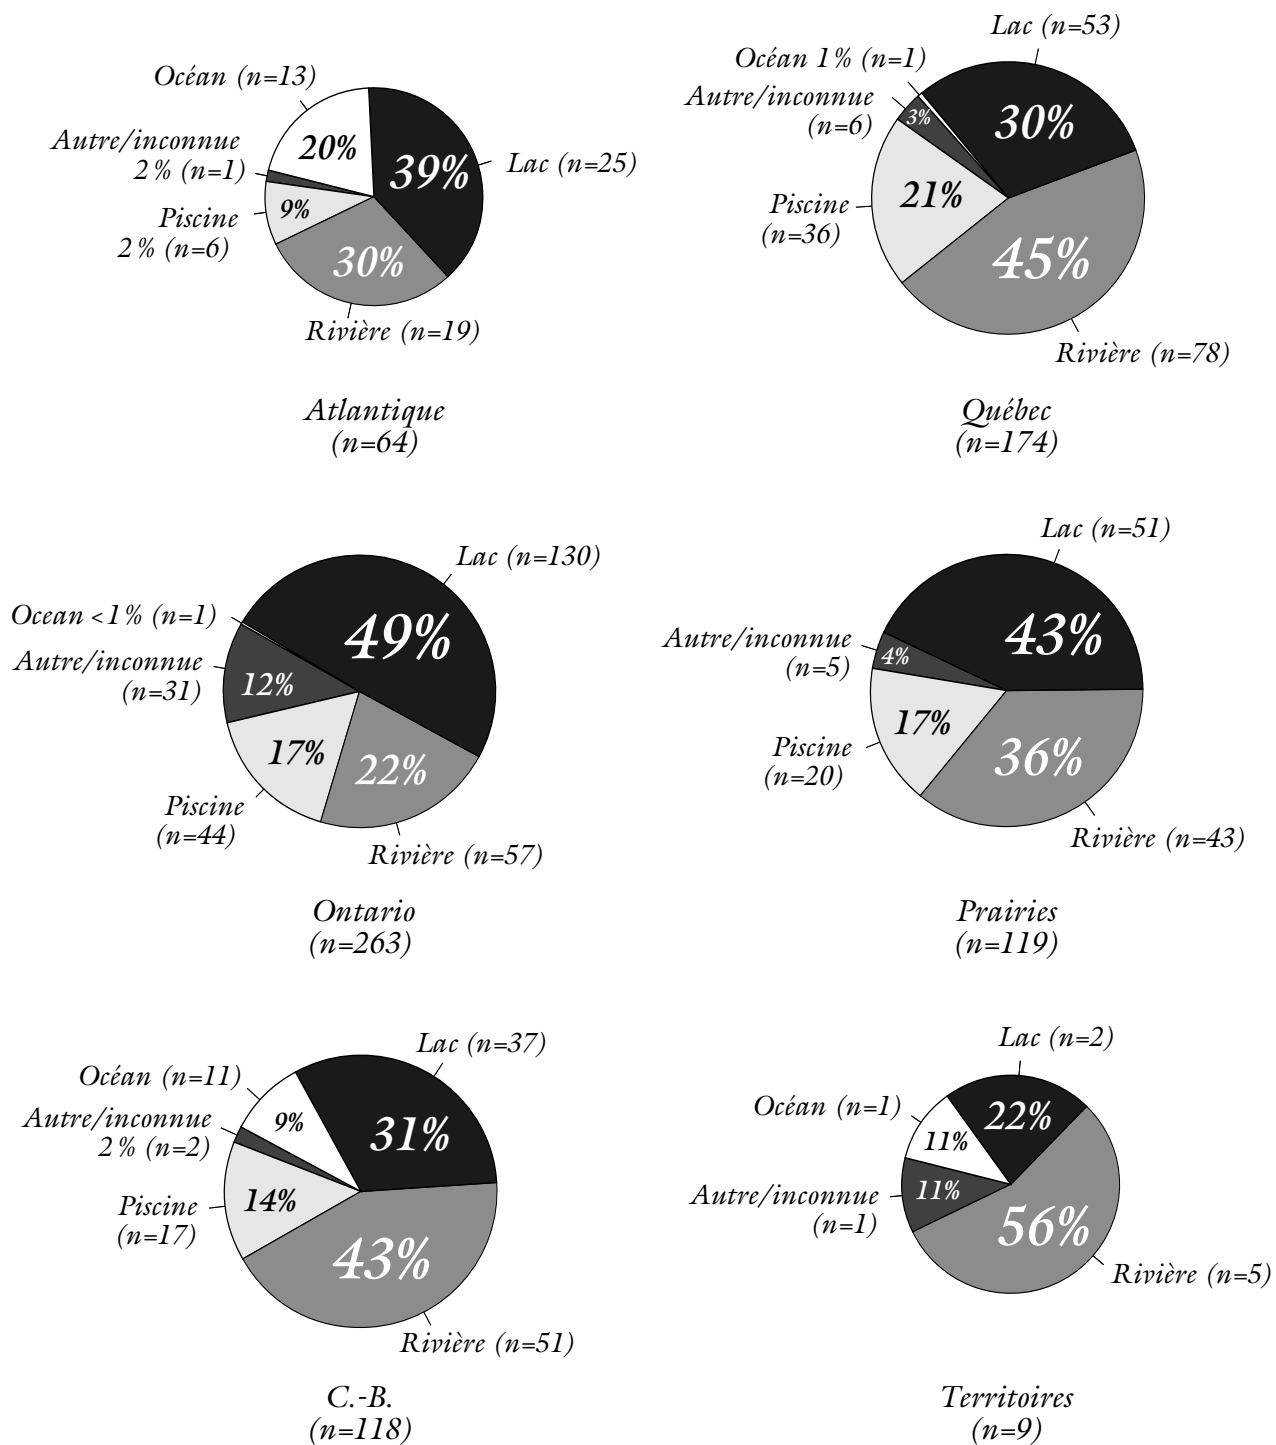 Océan (n=13)
Autre/inconnue
2% (n=1)
Piscine
2% (n=6)
20%
39%
9%
30%
Lac (n=25)
Rivière (n=19)
Atlantique
(n=64)
Lac (n=53)
Océan 1% (n=1)
Autre/inconnue
(n=6)
3%
30%
Piscine
(n=36)
21%
45%
Rivière (n=78)
Québec
(n=174)
Lac (n=130)
Ocean <1% (n=1)
Autre/inconnue
(n=31)
49%
12%
17%
22%
Piscine
(n=44)
Rivière (n=57)
Ontario
(n=263)
Lac (n=51)
Autre/inconnue
(n=5)
43%
4%
17%
36%
Piscine
(n=20)
Rivière (n=43)
Prairies
(n=119)
Lac (n=37)
Océan (n=11)
Autre/inconnue
2% (n=2)
9%
31%
Piscine
(n=17)
14%
43%
Rivière (n=51)
C.-B.
(n=118)
Lac (n=2)
Océan (n=1)
22%
11%
Autre/inconnue
(n=1)
11%
56%
Rivière (n=5)
Territoires
(n=9)